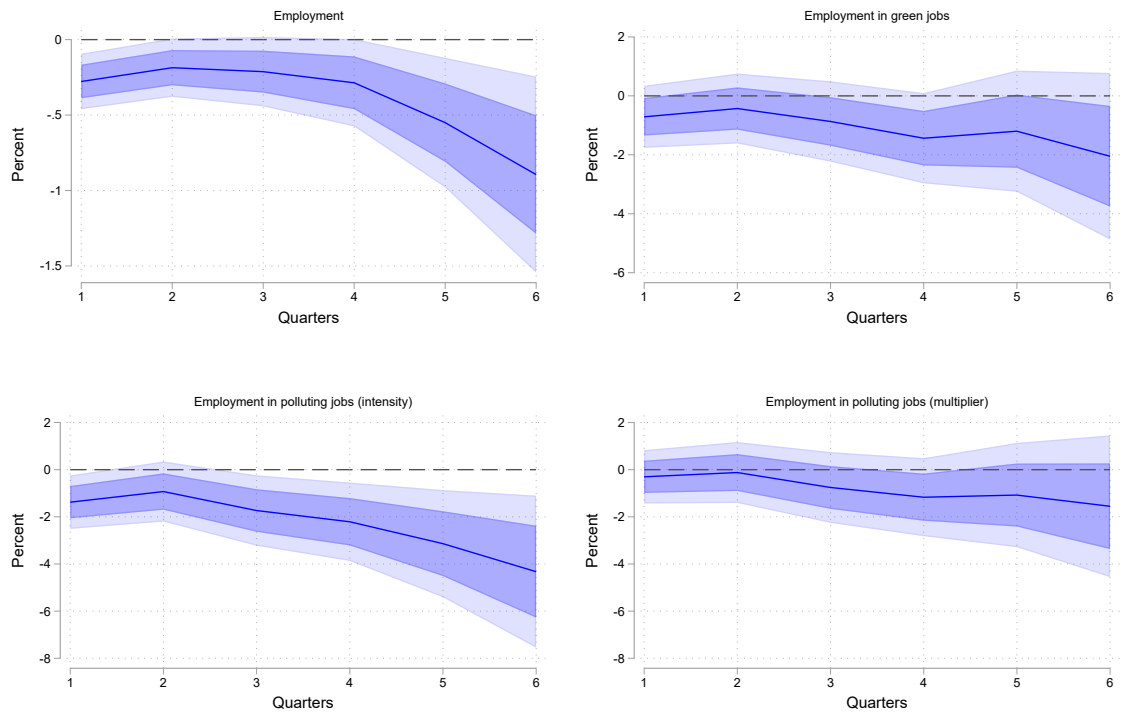 Employment
0
-.5
-1
-1.5
Percent
1 2 3 4 5 6
Quarters
Employment in green jobs
2
0
-2
-4
-6
Percent
1 2 3 4 5 6
Quarters
Employment in polluting jobs (intensity)
2
0
-2
-4
-6
-8
Percent
1 2 3 4 5 6
Quarters
Employment in polluting jobs (multiplier)
2
0
-2
-4
-6
-8
Percent
1 2 3 4 5 6
Quarters